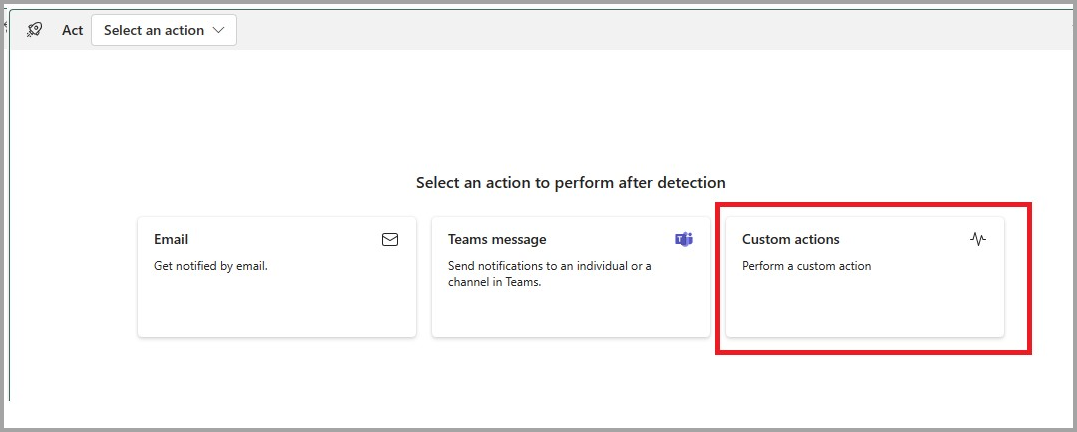 Act Select an action
Select an action to perform after detection
Email
Get notified by email.
Teams message
Send notifications to an individual or a
channel in Teams.
Custom actions
Perform a custom action